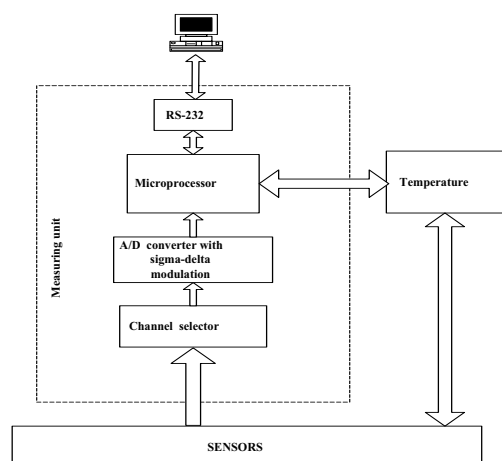 RS-232
Microprocessor
Temperature
Measuring unit
A/D converter with
sigma-delta
modulation
Channel selector
SENSORS